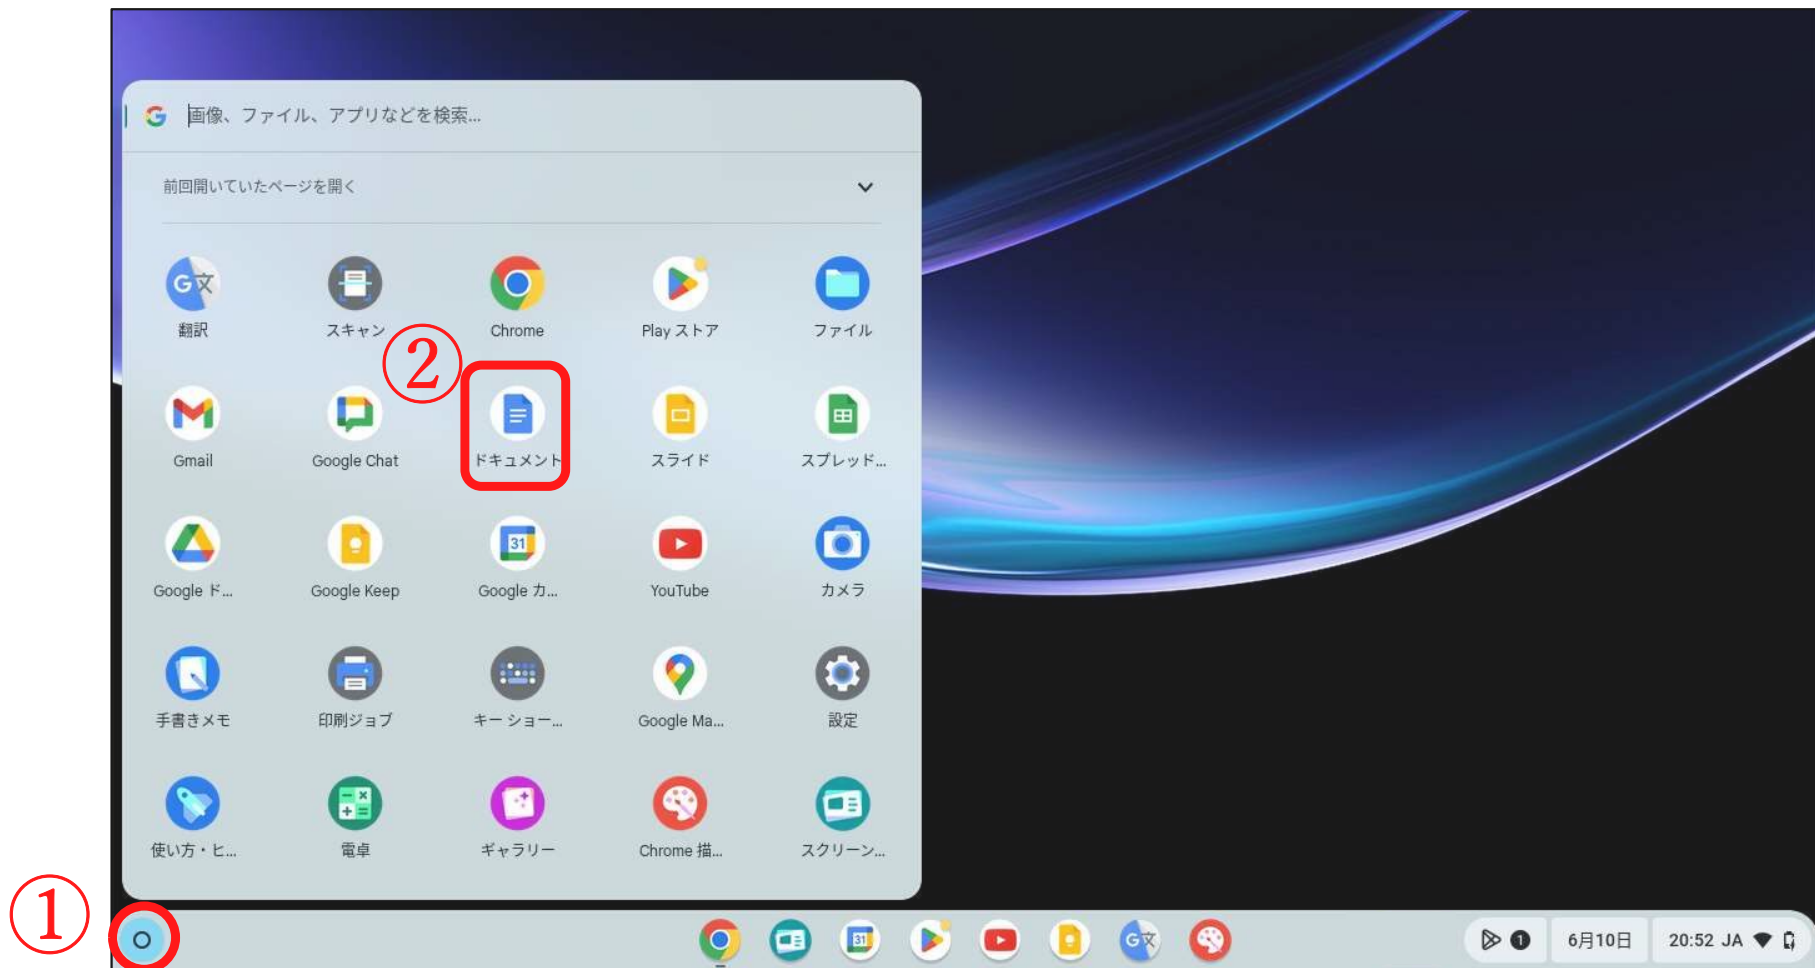 画像、ファイル、アプリなどを検索...
前回開いていたページを開く
翻訳
スキャン
Chrome
Play ストア
ファイル
②
Gmail
Google Chat
ドキュメント
スライド
スプレッド...
Google ド...
Google Keep
31
Google カ...
YouTube
カメラ
手書きメモ
印刷ジョブ
キー ショー...
Google Ma...
設定
使い方・ヒ...
電卓
ギャラリー
Chrome 描...
スクリーン...
①
31
1
6月10日
20:52 JA